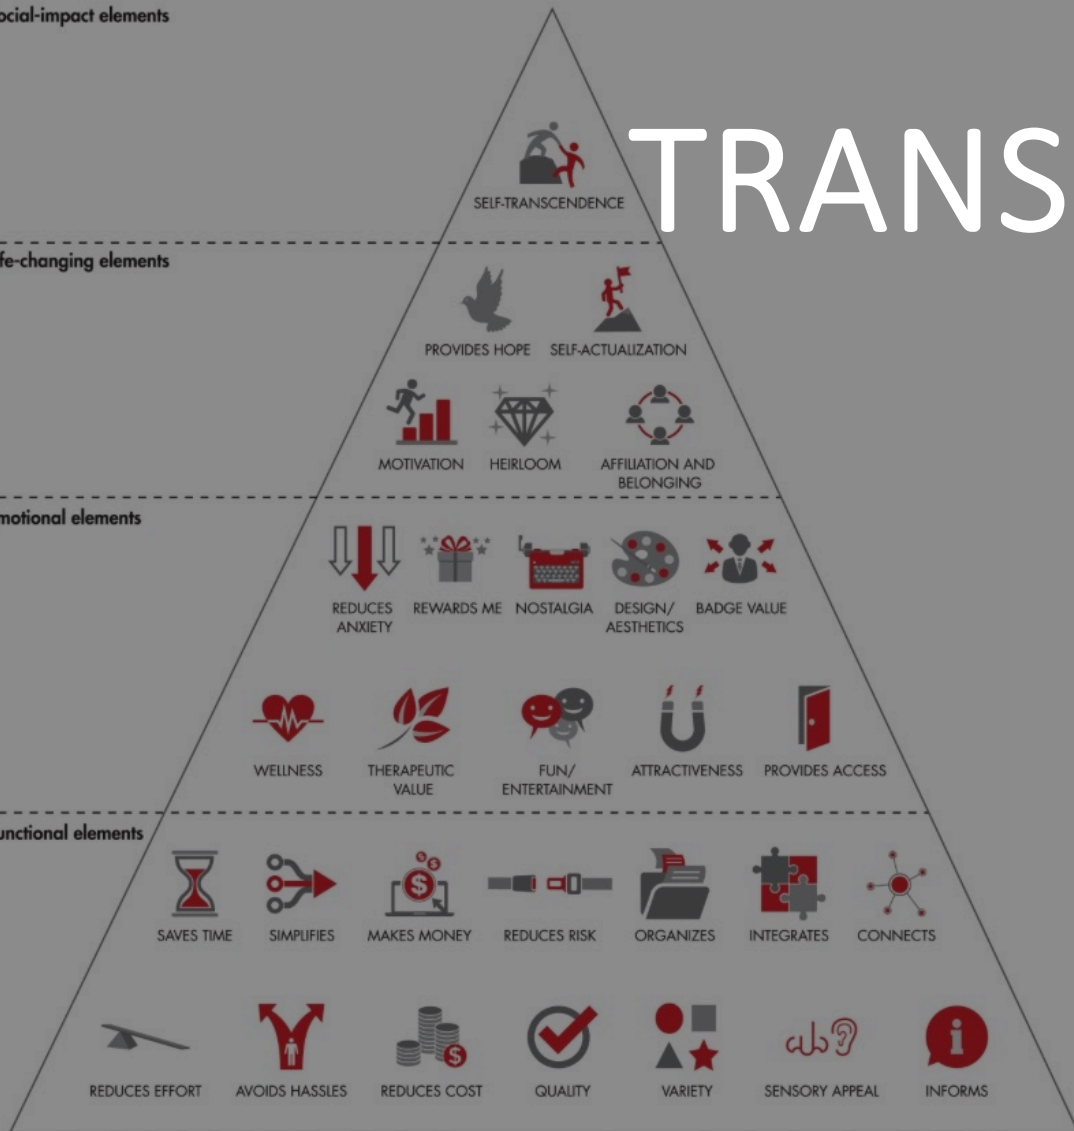 ocial-impact elements
TRANS
SELF-TRANSCENDENCE
fe-changing elements
PROVIDES HOPE SELF-ACTUALIZATION
MOTIVATION HEIRLOOM AFFILIATION AND
BELONGING
motional elements
REDUCES REWARDS ME NOSTALGIA DESIGN/ BADGE VALUE
ANXIETY AESTHETICS
WELLNESS THERAPEUTIC FUN/ ATTRACTIVENESS PROVIDES ACCESS
VALUE ENTERTAINMENT
unctional elements
SAVES TIME SIMPLIFIES MAKES MONEY REDUCES RISK ORGANIZES INTEGRATES CONNECTS
REDUCES EFFORT AVOIDS HASSLES REDUCES COST QUALITY VARIETY SENSORY APPEAL INFORMS